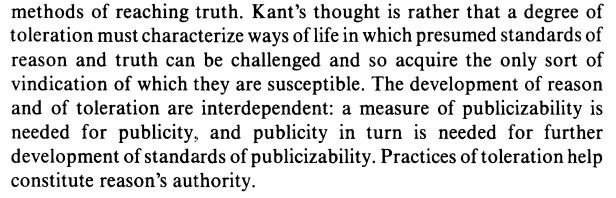 methods of reaching truth. Kant's thought is rather that a degree of
toleration must characterize ways of life in which presumed standards of
reason and truth can be challenged and so acquire the only sort of
vindication of which they are susceptible. The development of reason
and of toleration are interdependent: a measure of publicizability is
needed for publicity, and publicity in turn is needed for further
development of standards of publicizability. Practices of toleration help
constitute reason's authority.